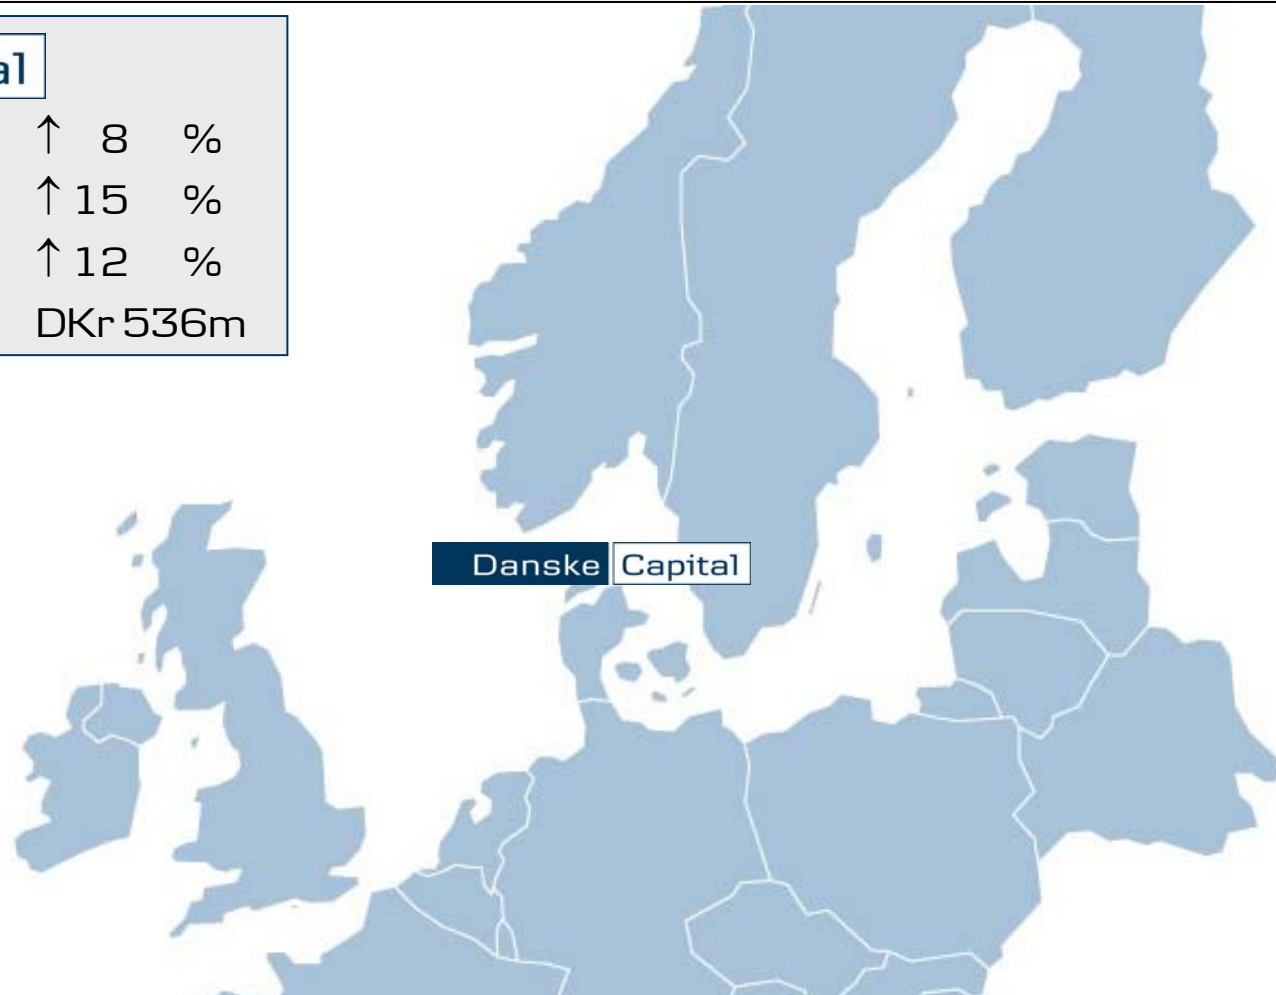 ↑ 8 %
↑ 15 %
↑ 12 %
DKr 536m
Danske Capital